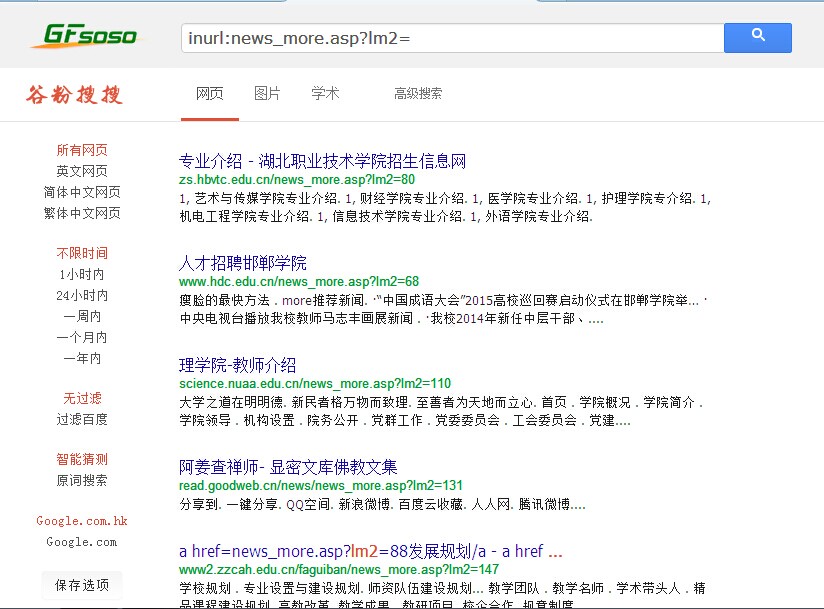 GFsoso
inurl:news_more.asp?lm2=
谷粉搜搜
网页 图片 学术 高级搜索
所有网页
英文网页
简体中文网页
繁体中文网页
不限时间
1小时内
24小时内
一周内
一个月内
一年内
无过滤
过滤百度
智能猜测
原词搜索
Google.com.hk
Google.com
保存选项
专业介绍 - 湖北职业技术学院招生信息网
zs.hbvtc.edu.cn/news_more.asp?lm2=80
1, 艺术与传媒学院专业介绍. 1, 财经学院专业介绍. 1, 医学院专业介绍. 1, 护理学院专介绍. 1,
机电工程学院专业介绍. 1, 信息技术学院专业介绍. 1, 外语学院专业介绍.
人才招聘邯郸学院
www.hdc.edu.cn/news_more.asp?lm2=68
瘦脸的最快方法 . more推荐新闻. ·“中国成语大会”2015高校巡回赛启动仪式在邯郸学院举... ·
中央电视台播放我校教师马志丰画展新闻 . ·我校2014年新任中层干部、....
理学院-教师介绍
science.nuaa.edu.cn/news_more.asp?lm2=110
大学之道在明明德. 新民者格万物而致理. 至善者为天地而立心. 首页 . 学院概况 . 学院简介 .
学院领导 . 机构设置 . 院务公开 . 党群工作 . 党委委员会 . 工会委员会 . 党建....
阿姜查禅师- 显密文库佛教文集
read.goodweb.cn/news/news_more.asp?lm2=131
分享到. 一键分享. QQ空间. 新浪微博. 百度云收藏. 人人网. 腾讯微博....
a href=news_more.asp?lm2=88发展规划/a - a href ...
www2.zzcah.edu.cn/faguiban/news_more.asp?lm2=147
学校规划 . 专业设置与建设规划. 师资队伍建设规划... 教学团队 . 教学名师 . 学术带头人 . 精
品课程建设规划. 高教改革. 教学成果. 教研项目. 校企合作. 规章制度